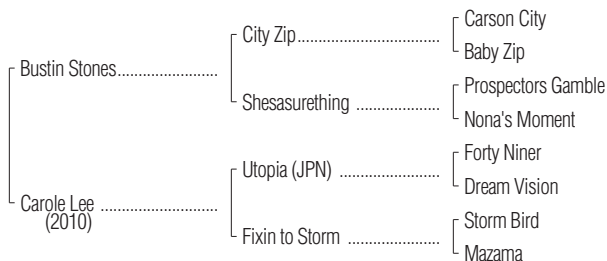 Carson City
City Zip
Baby Zip
Bustin Stones
Prospectors Gamble
Shesasurething
Nona's Moment
Forty Niner
Utopia (JPN)
Dream Vision
Carole Lee
(2010)
Storm Bird
Fixin to Storm
Mazama